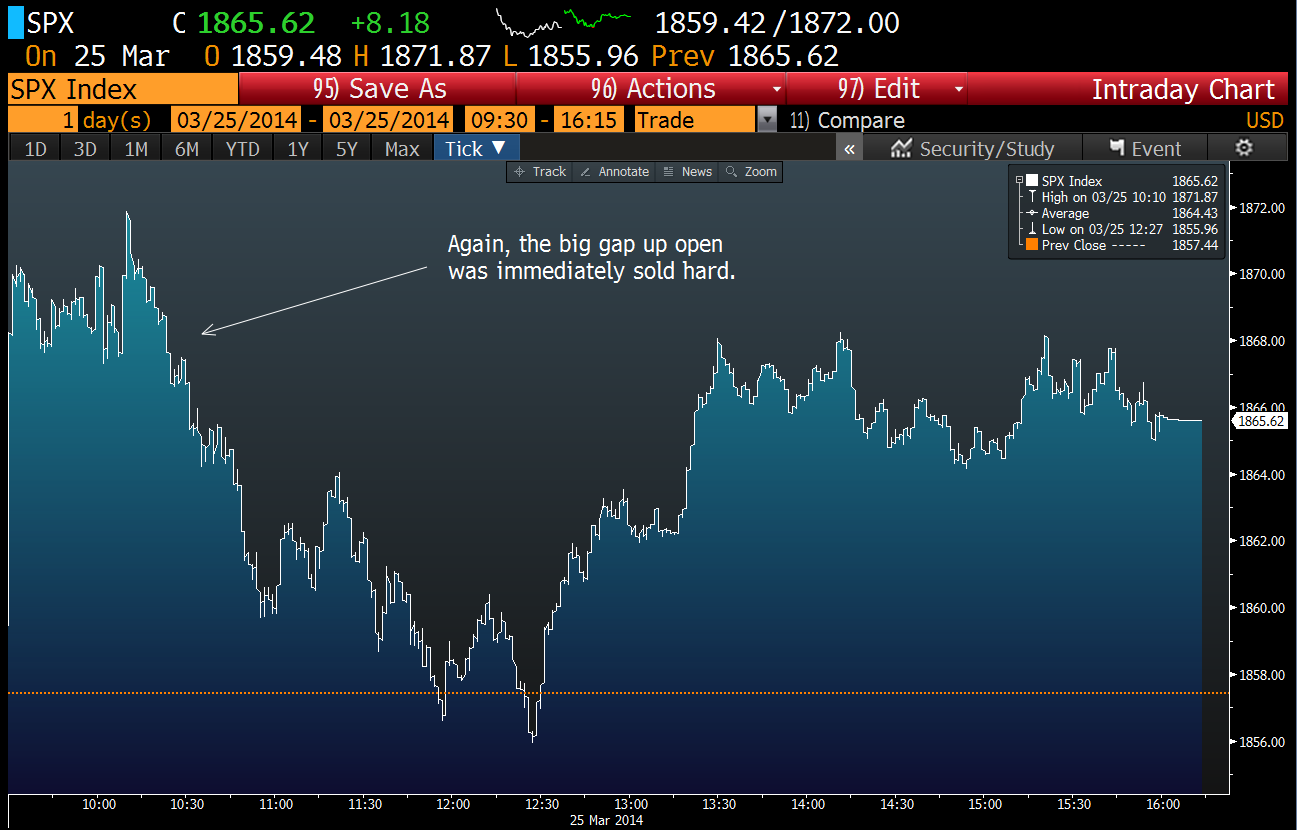 SPX C 1865.62 +8.18 1859.42 /1872.00
On 25 Mar O 1859.48 H 1871.87 L 1855.96 Prev 1865.62
SPX Index 95) Save As 96) Actions 97) Edit Intraday Chart
1 day(s) 03/25/2014 - 03/25/2014 09:30 - 16:15 Trade 11) Compare USD
1D 3D 1M 6M YTD 1Y 5Y Max Tick ▼ « Security/Study Event
Track Annotate News Zoom
SPX Index 1865.62
High on 03/25 10:10 1871.87
Average 1864.43
Low on 03/25 12:27 1855.96
Prev Close ----- 1857.44
Again, the big gap up open
was immediately sold hard.
1872.00
1870.00
1868.00
1866.00
1865.62
1864.00
1862.00
1860.00
1858.00
1856.00
10:00 10:30 11:00 11:30 12:00 12:30 13:00 13:30 14:00 14:30 15:00 15:30 16:00
25 Mar 2014